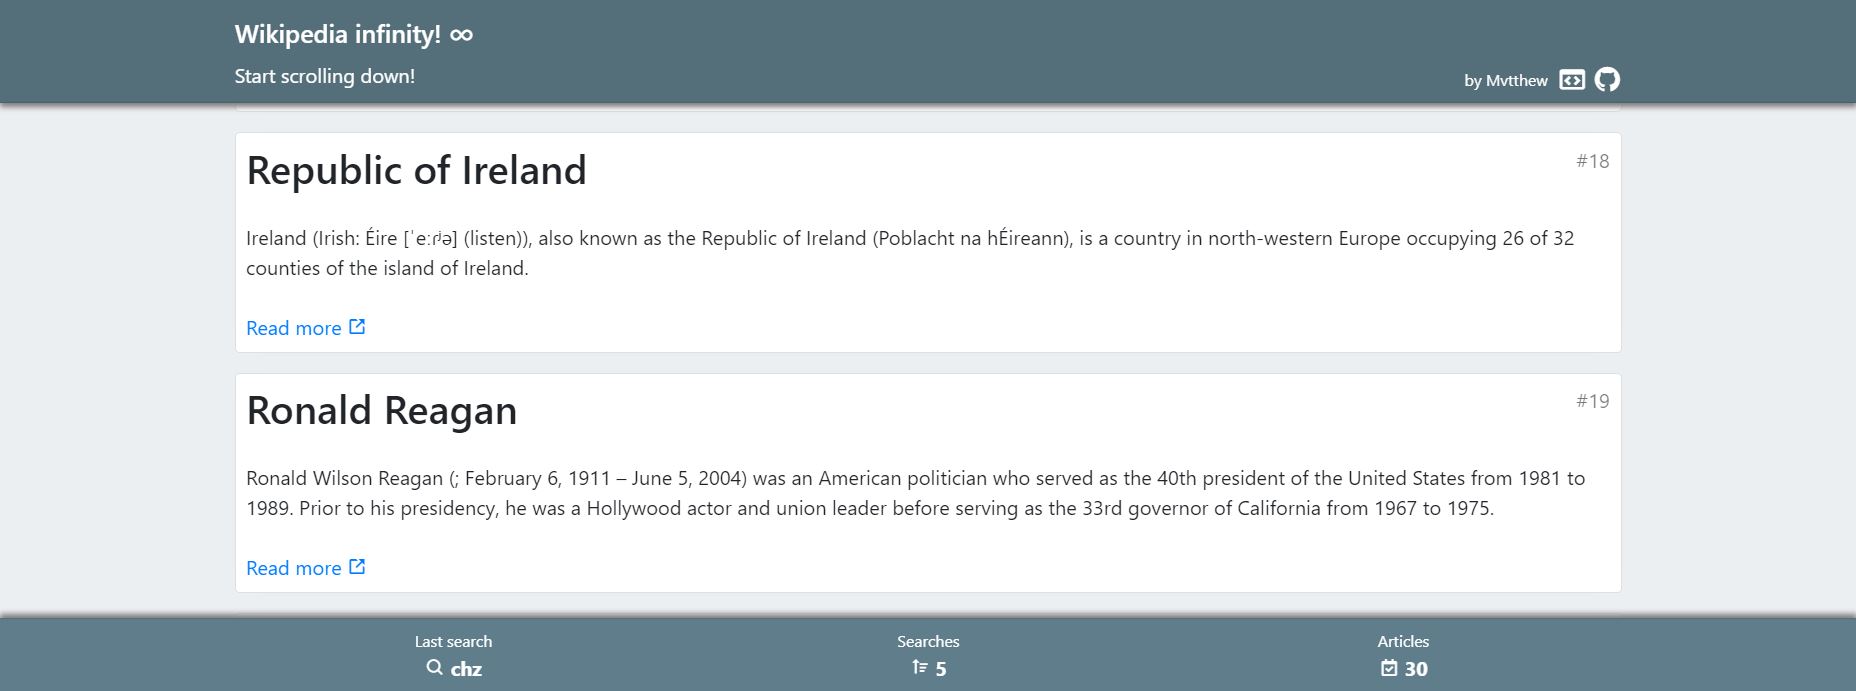 Wikipedia infinity! ∞
Start scrolling down!
by Mvtthew
Republic of Ireland
#18
Ireland (Irish: Éire [ˈeːɾʲə] (listen)), also known as the Republic of Ireland (Poblacht na hÉireann), is a country in north-western Europe occupying 26 of 32
counties of the island of Ireland.
Read more
Ronald Reagan
#19
Ronald Wilson Reagan (; February 6, 1911 – June 5, 2004) was an American politician who served as the 40th president of the United States from 1981 to
1989. Prior to his presidency, he was a Hollywood actor and union leader before serving as the 33rd governor of California from 1967 to 1975.
Read more
Last search
chz
Searches
5
Articles
30